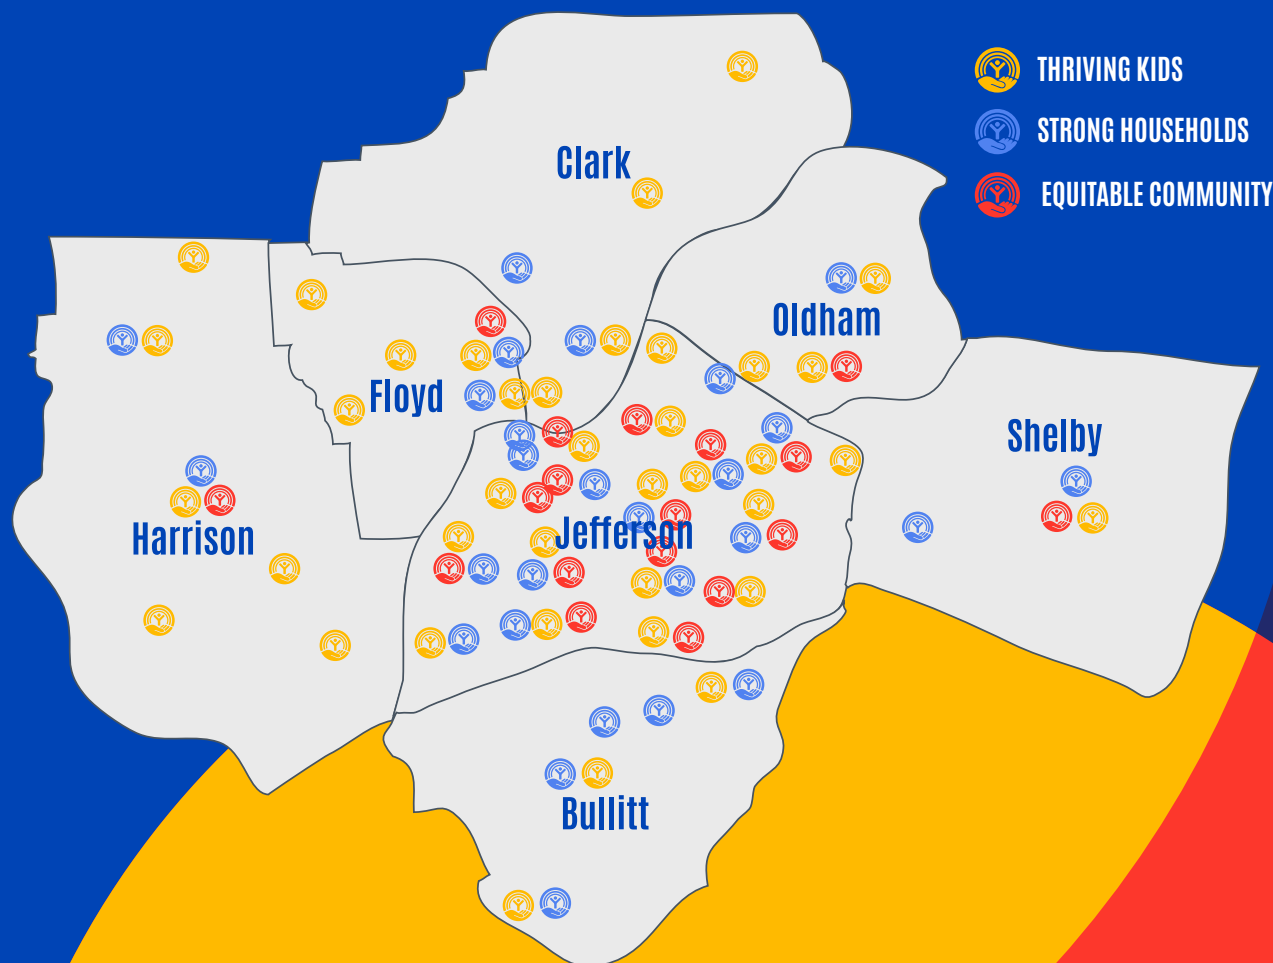 THRIVING KIDS
STRONG HOUSEHOLDS
EQUITABLE COMMUNITY
Clark
Oldham
Floyd
Shelby
Harrison
Jefferson
Bullitt